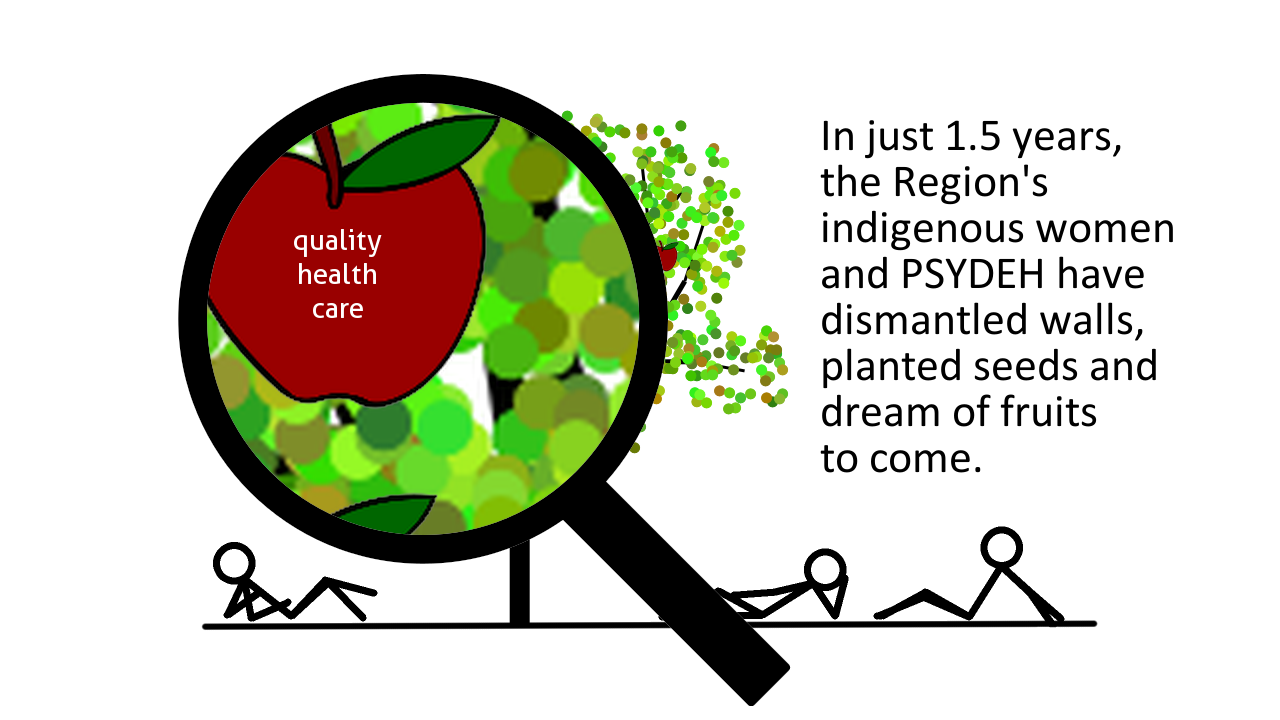 quality
health
care
In just 1.5 years,
the Region's
indigenous women
and PSYDEH have
dismantled walls,
planted seeds and
dream of fruits
to come.